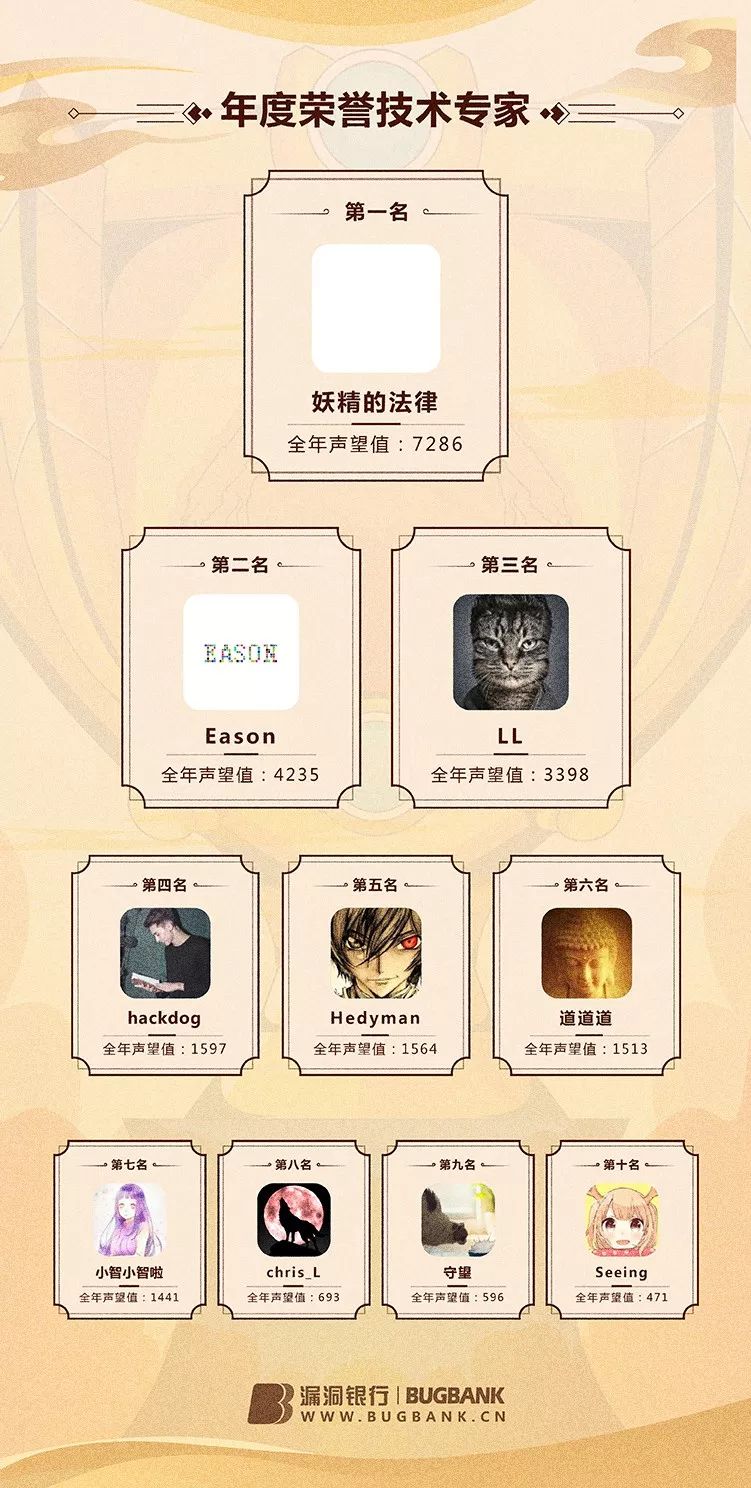 年度荣誉技术专家
第一名
妖精的法律
全年声望值：7286
第二名
EASON
Eason
全年声望值：4235
第三名
LL
全年声望值：3398
第四名
hackdog
全年声望值：1597
第五名
Hedyman
全年声望值：1564
第六名
道道道
全年声望值：1513
第七名
小智小智啦
全年声望值：1441
第八名
chris_L
全年声望值：693
第九名
守望
全年声望值：596
第十名
Seeing
全年声望值：471
漏洞银行 | BUGBANK
WWW.BUGBANK.CN